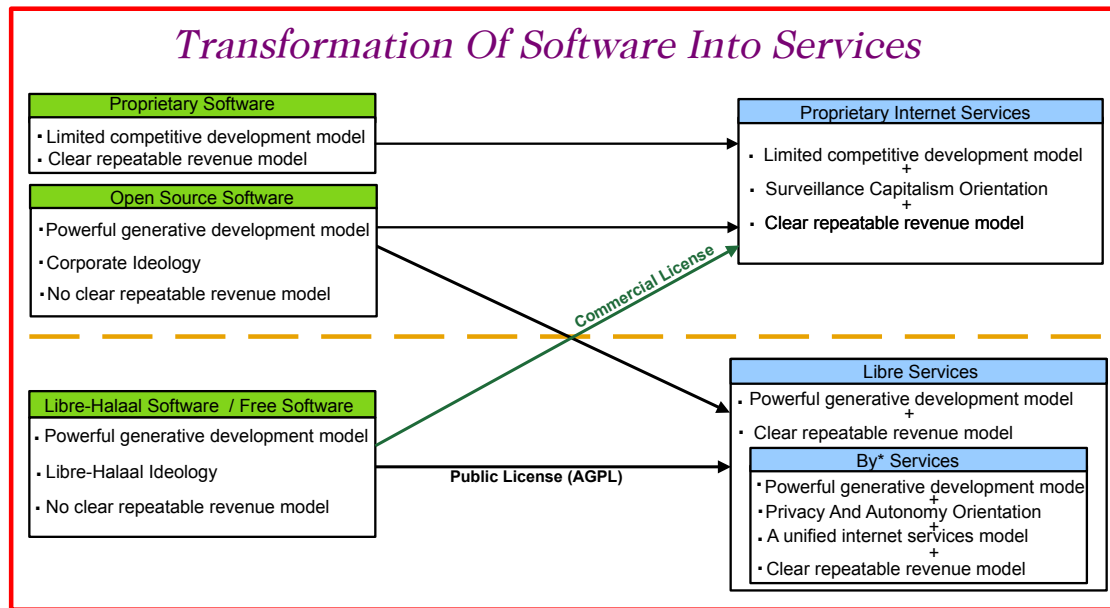 Transformation Of Software Into Services
Proprietary Software
· Limited competitive development model
· Clear repeatable revenue model
Open Source Software
· Powerful generative development model
· Corporate Ideology
· No clear repeatable revenue model
Proprietary Internet Services
· Limited competitive development model
+
· Surveillance Capitalism Orientation
+
· Clear repeatable revenue model
Commercial License
Libre-Halaal Software / Free Software
· Powerful generative development model
· Libre-Halaal Ideology
· No clear repeatable revenue model
Public License (AGPL)
Libre Services
· Powerful generative development model
+
· Clear repeatable revenue model
By* Services
· Powerful generative development mode
+
· Privacy And Autonomy Orientation
+
· A unified internet services model
+
· Clear repeatable revenue model